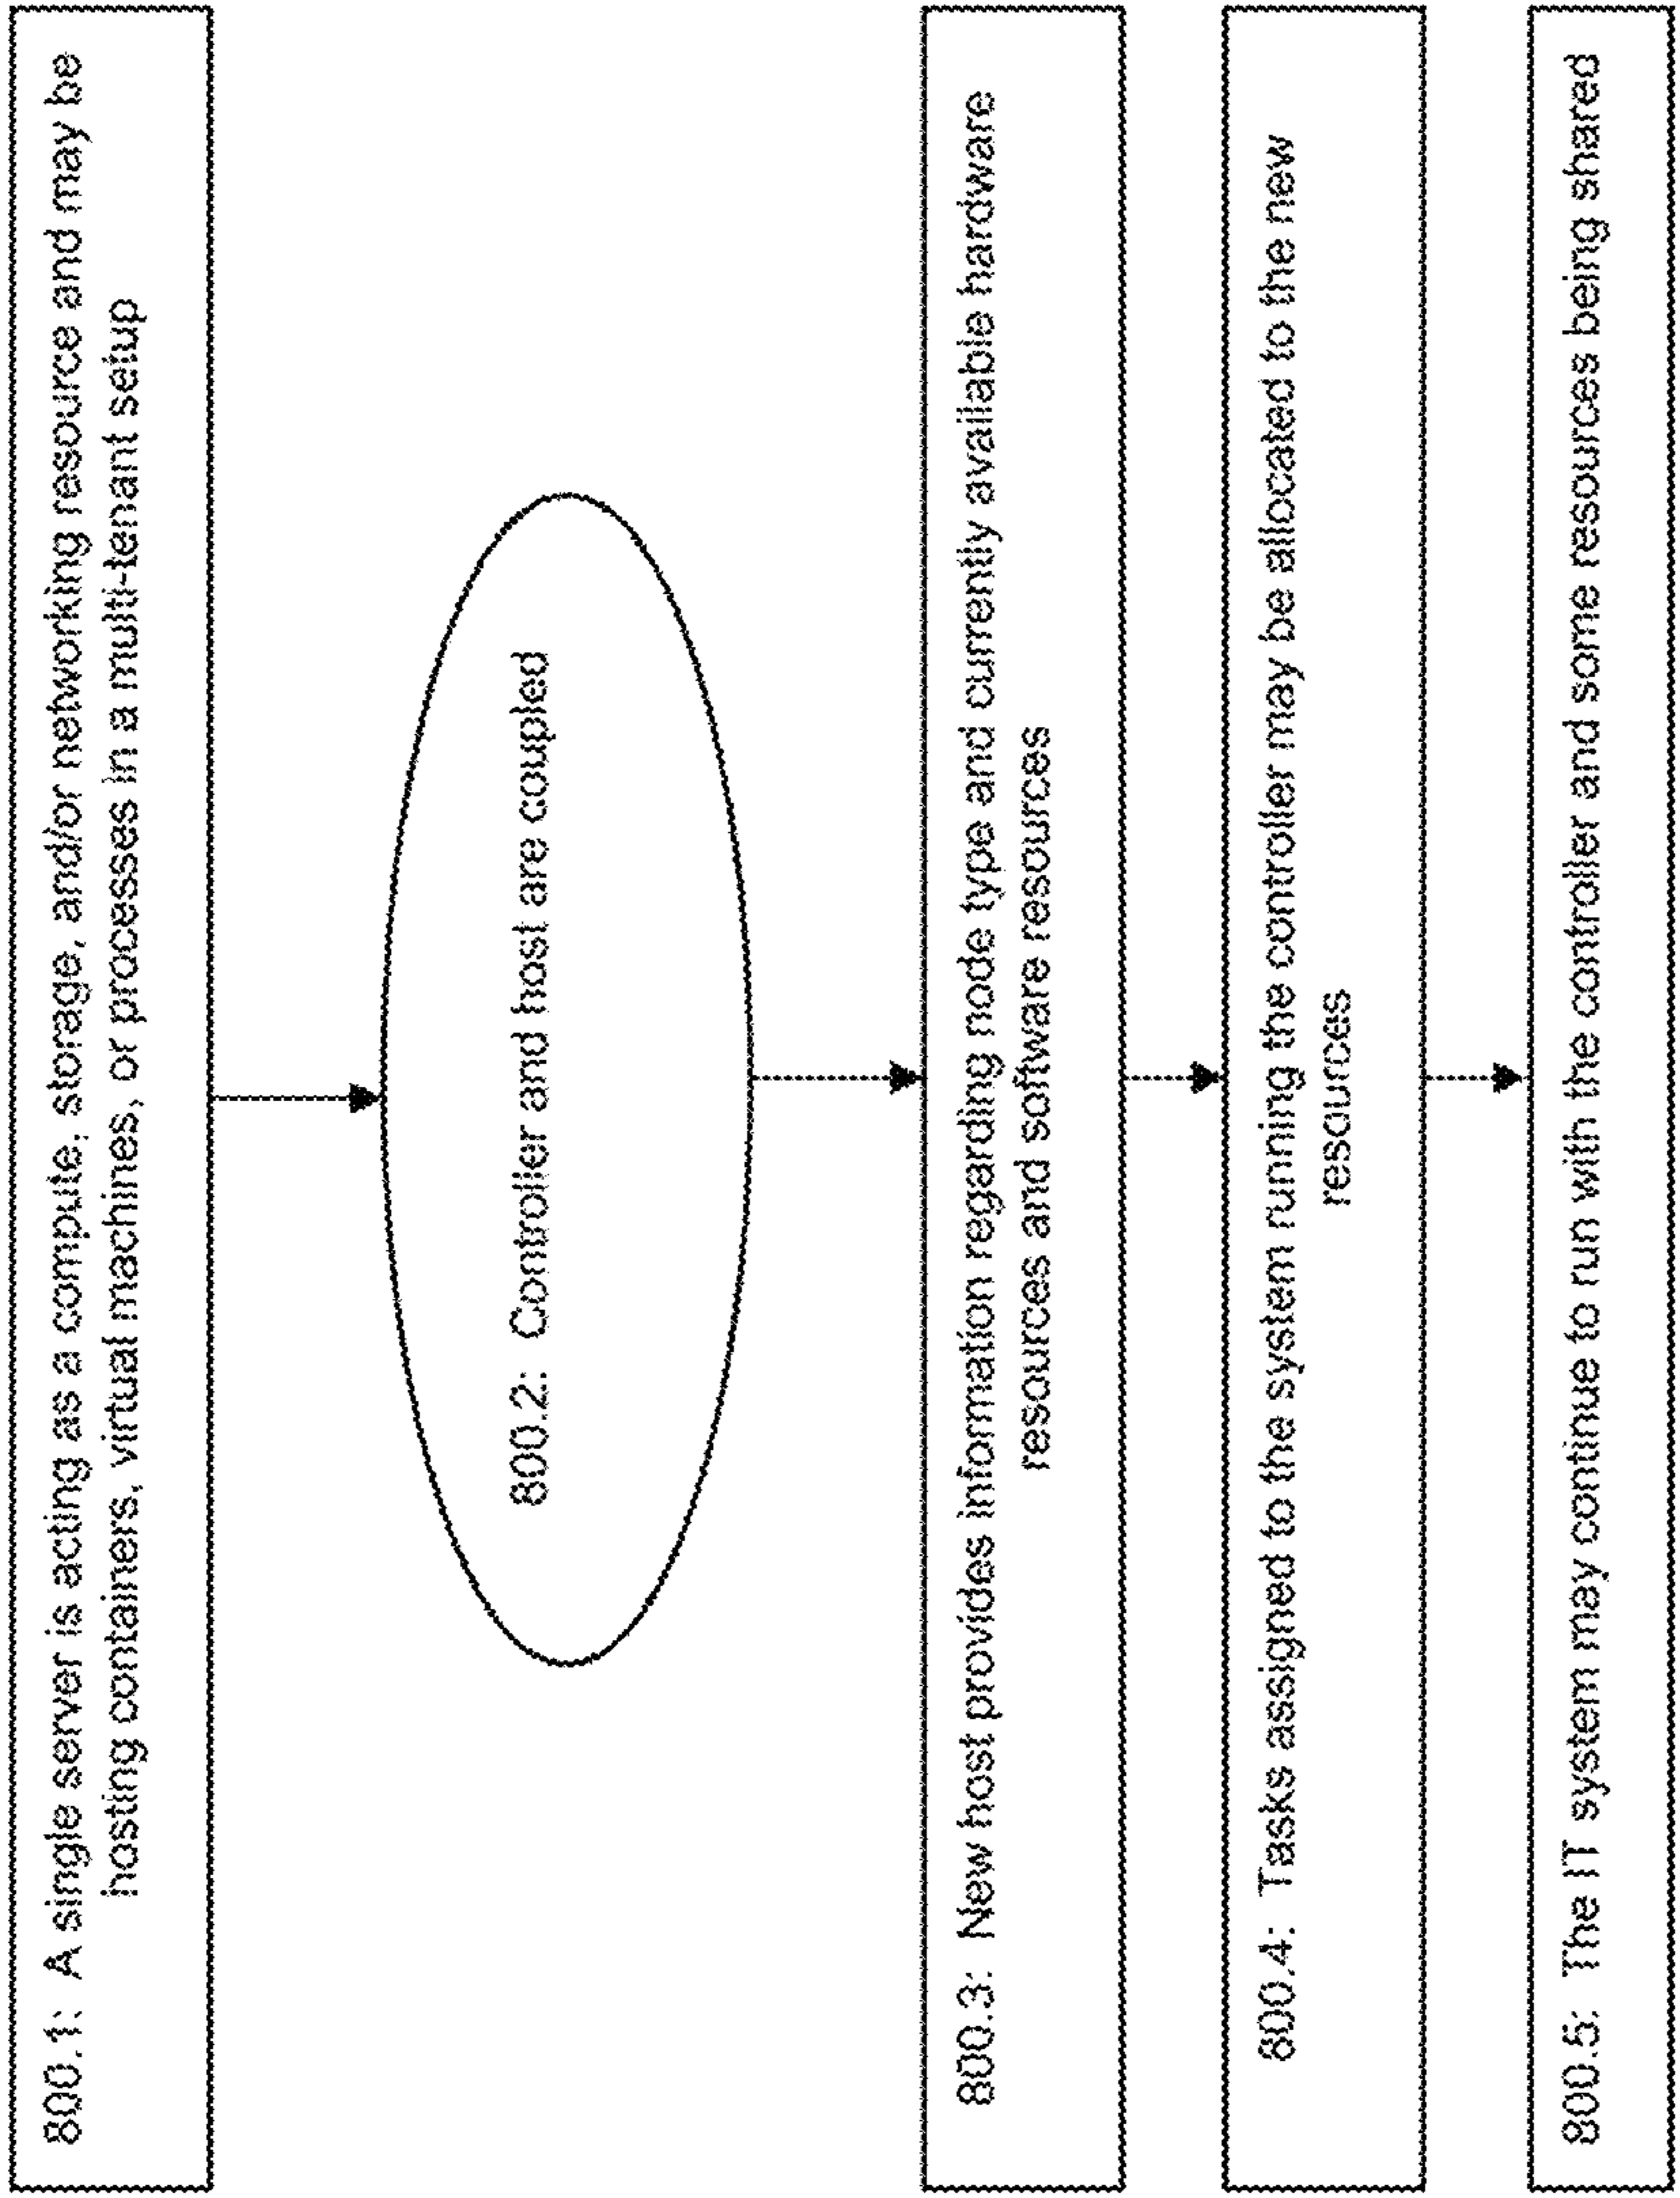 800.1: A single server is acting as a compute, storage, and/or networking resource and may be
hosting containers, virtual machines, or processes in a multi-tenant setup
800.2: Controller and host are coupled
800.3: New host provides information regarding node type and currently available hardware
resources and software resources
800.4: Tasks assigned to the system running the controller may be allocated to the new
resources
800.5: The IT system may continue to run with the controller and some resources being shared